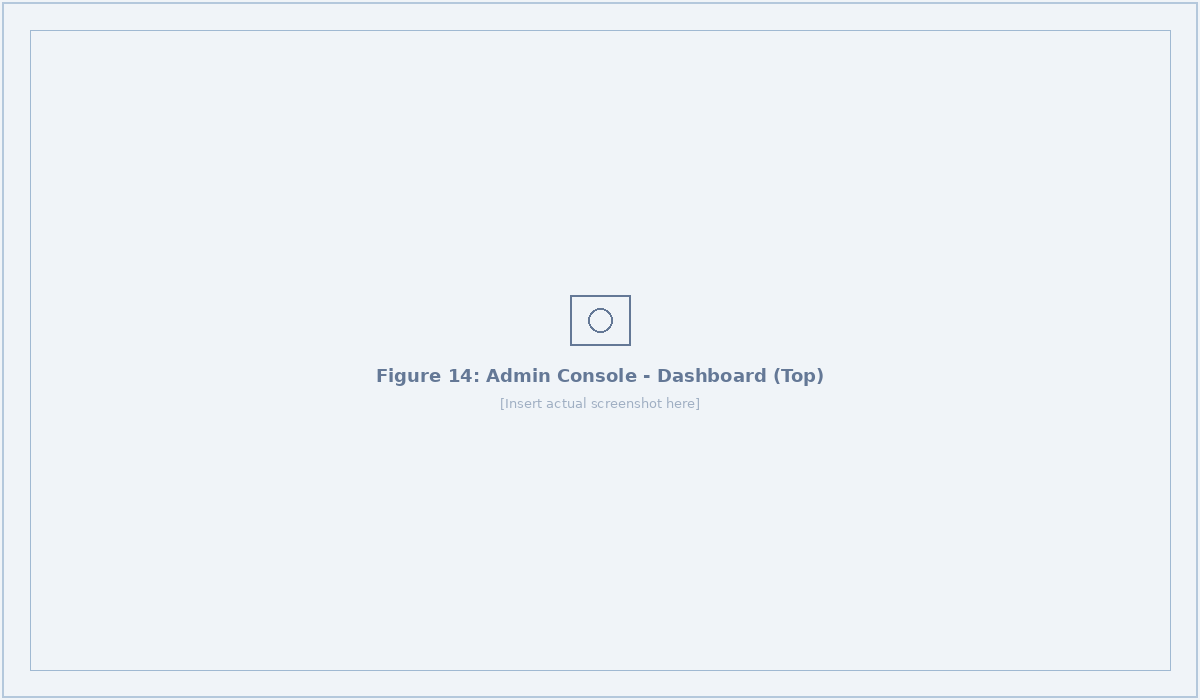 Figure 14: Admin Console - Dashboard (Top)
[Insert actual screenshot here]